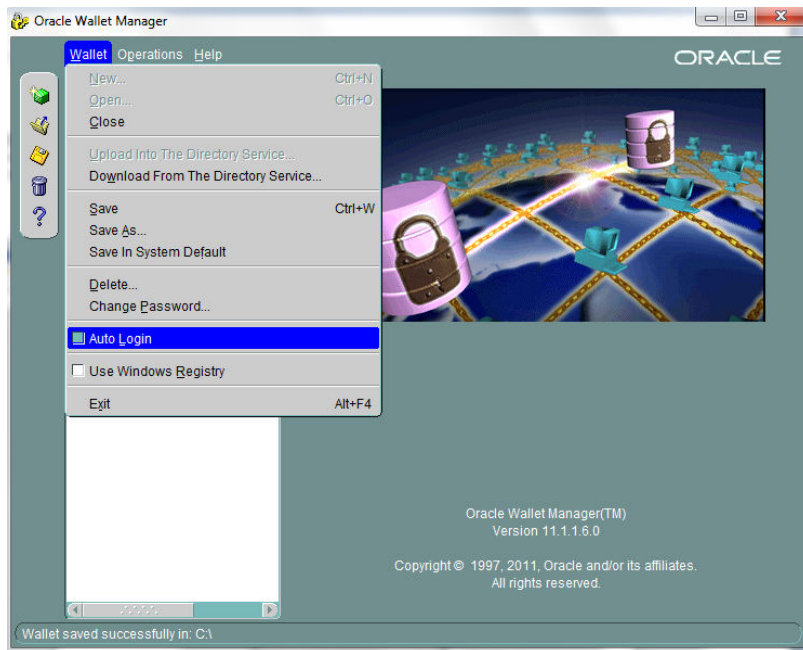 Oracle Wallet Manager
Wallet Operations Help
ORACLE
New... Ctrl+N
Open... Ctrl+O
Close
Upload Into The Directory Service...
Download From The Directory Service...
Save Ctrl+W
Save As...
Save In System Default
Delete...
Change Password...
Auto Login
Use Windows Registry
Exit Alt+F4
Oracle Wallet Manager(TM)
Version 11.1.1.6.0
Copyright © 1997, 2011, Oracle and/or its affiliates.
All rights reserved.
Wallet saved successfully in: C:\